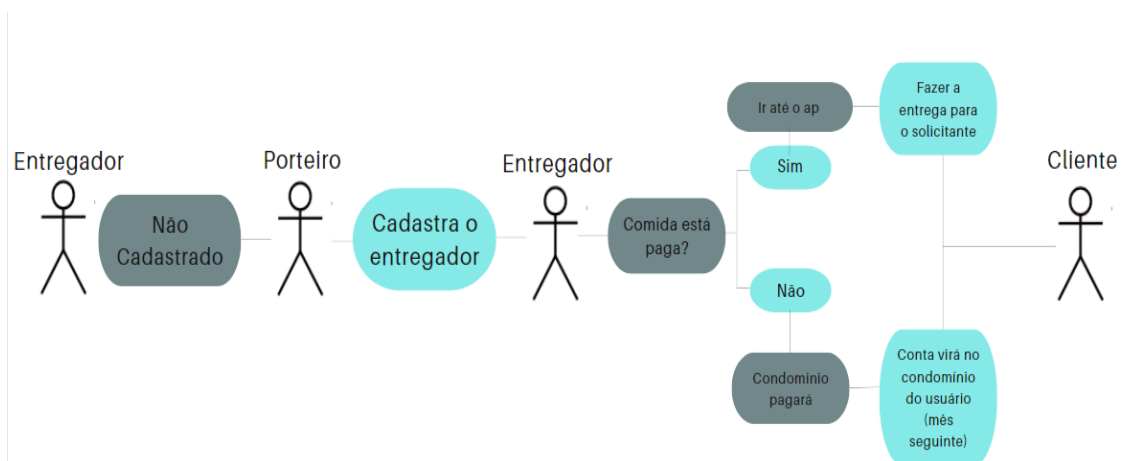 Entregador
Não
Cadastrado
Porteiro
Cadastra o
entregador
Entregador
Comida está
paga?
Sim
Ir até o ap
Fazer a
entrega para
o solicitante
Não
Condominio
pagará
Conta virá no
condomínio
do usuário
(mês
seguinte)
Cliente